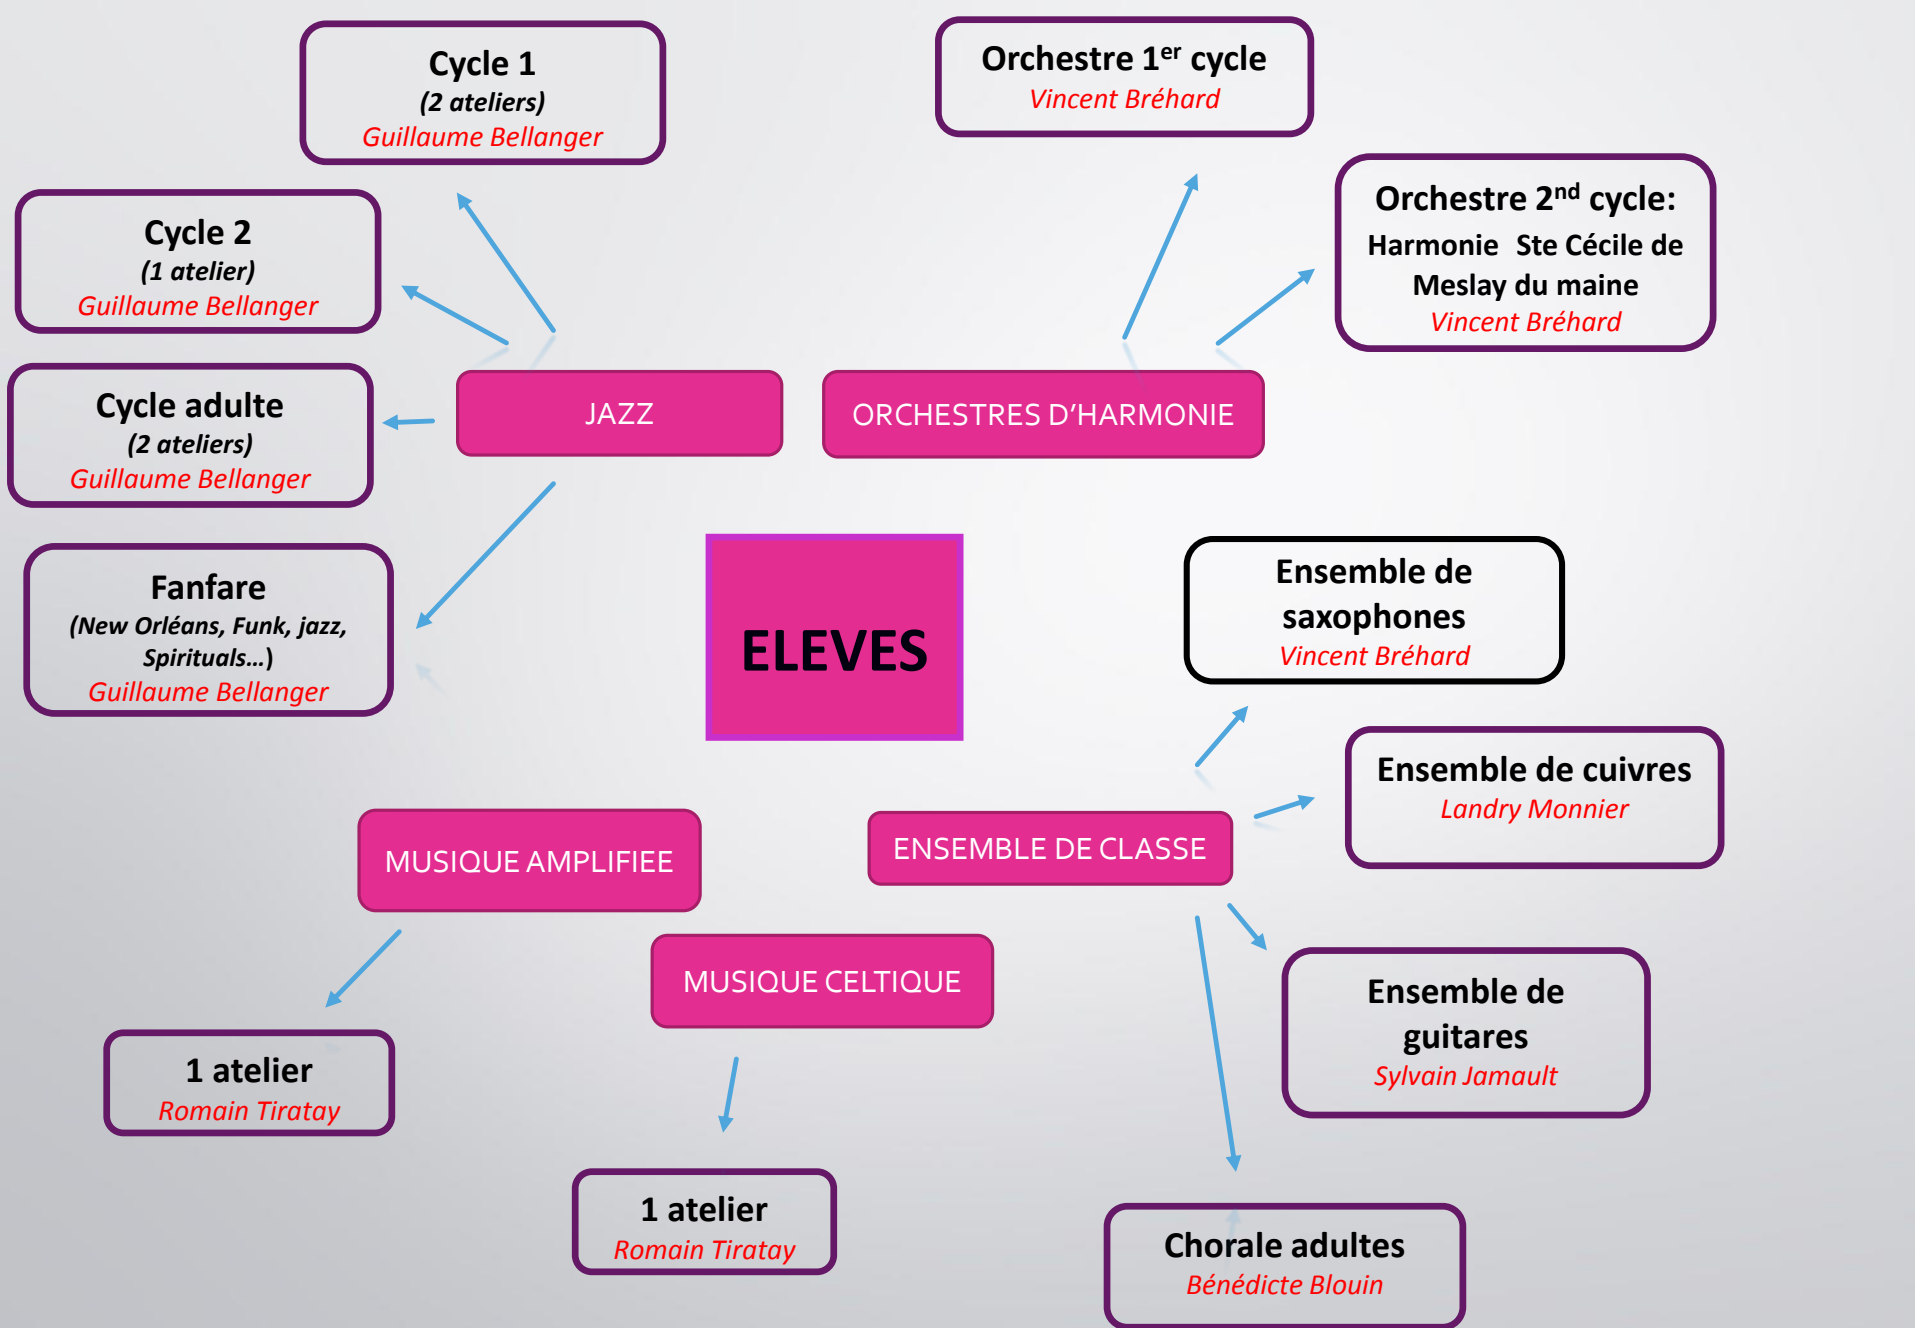 Cycle 1
(2 ateliers)
Guillaume Bellanger
Orchestre 1er cycle
Vincent Bréhard
Cycle 2
(1 atelier)
Guillaume Bellanger
Orchestre 2nd cycle:
Harmonie Ste Cécile de
Meslay du maine
Vincent Bréhard
Cycle adulte
(2 ateliers)
Guillaume Bellanger
JAZZ
ORCHESTRES D’HARMONIE
Fanfare
(New Orléans, Funk, jazz,
Spirituals…)
Guillaume Bellanger
ELEVES
Ensemble de
saxophones
Vincent Bréhard
Ensemble de cuivres
Landry Monnier
MUSIQUE AMPLIFIEE
ENSEMBLE DE CLASSE
MUSIQUE CELTIQUE
Ensemble de
guitares
Sylvain Jamault
1 atelier
Romain Tiratay
1 atelier
Romain Tiratay
Chorale adultes
Bénédicte Blouin